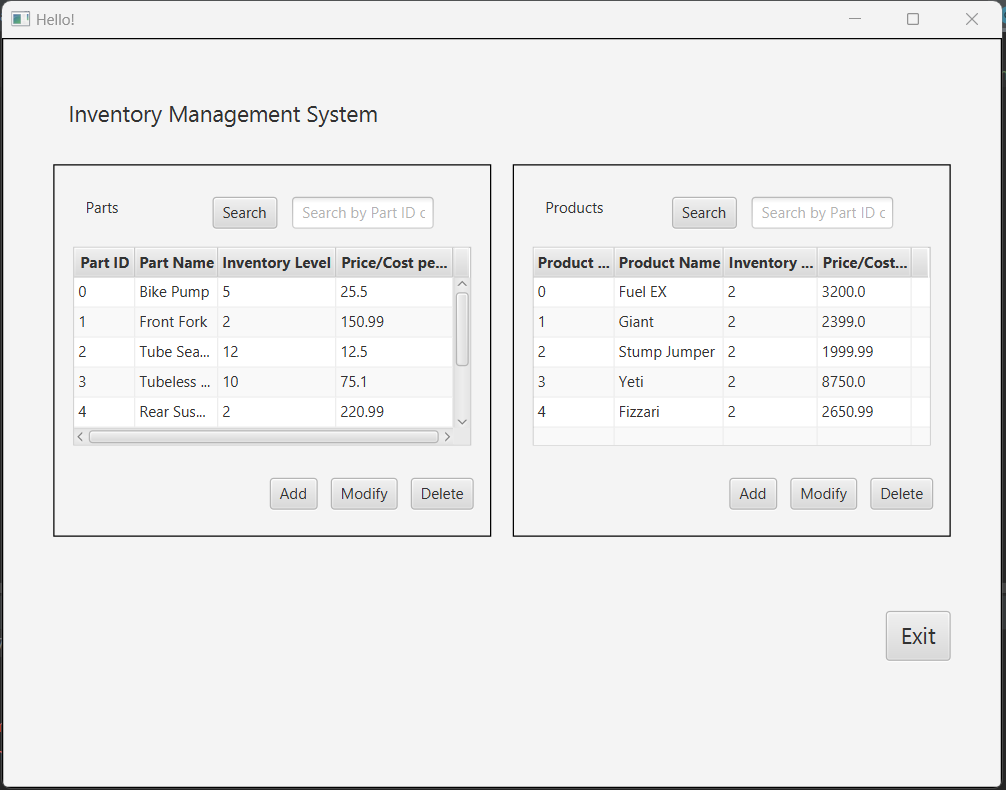 Hello!
Inventory Management System
Parts
Search
Search by Part ID c
Part ID Part Name Inventory Level Price/Cost pe...
0 Bike Pump 5 25.5
1 Front Fork 2 150.99
2 Tube Sea... 12 12.5
3 Tubeless ... 10 75.1
4 Rear Sus... 2 220.99
Add Modify Delete
Products
Search
Search by Part ID c
Product ... Product Name Inventory ... Price/Cost...
0 Fuel EX 2 3200.0
1 Giant 2 2399.0
2 Stump Jumper 2 1999.99
3 Yeti 2 8750.0
4 Fizzari 2 2650.99
Add Modify Delete
Exit